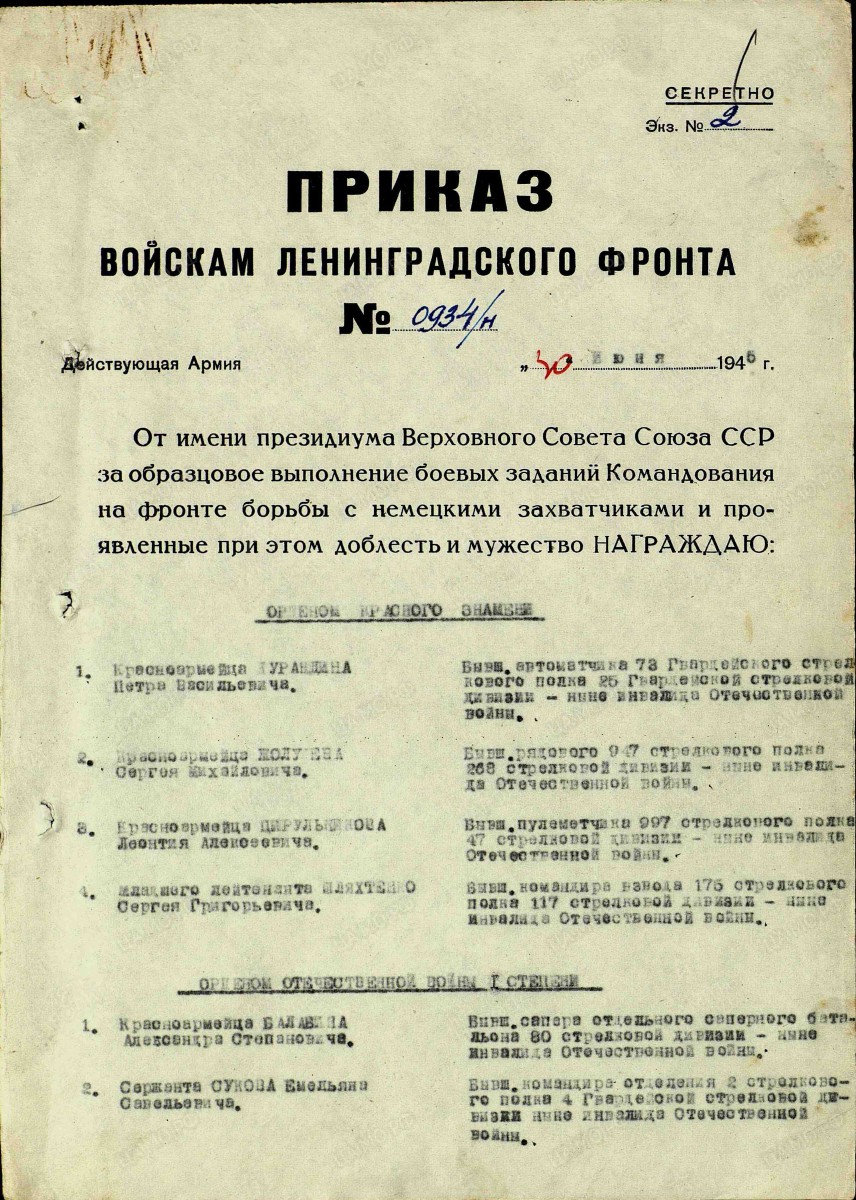 СЕКРЕТНО
Экз. № 2
ПРИКАЗ
ВОЙСКАМ ЛЕНИНГРАДСКОГО ФРОНТА
№ 0934/н
Действующая Армия „30“ июня 1945 г.
От имени президиума Верховного Совета Союза ССР
за образцовое выполнение боевых заданий Командования
на фронте борьбы с немецкими захватчиками и про-
явленные при этом доблесть и мужество НАГРАЖДАЮ:
ОРДЕНОМ КРАСНОГО ЗНАМЕНИ
1. Красноармейца
Петра Васильевича.
Бывш.автоматчика 73 Гвардейского стрел
кового полка 25 Гвардейской стрелковой
дивизии – ныне инвалида Отечественной
войны.
2. Красноармейца
Сергея Михайловича.
Бывш.рядового 947 стрелкового полка
268 стрелковой дивизии – ныне инвали-
да Отечественной войны.
3. Красноармейца ЦИРУЛЬНИКОВА
Леонтия Алексеевича.
Бывш.пулеметчика 997 стрелкового полка
47 стрелковой дивизии – ныне инвалида
Отечественной войны.
4. Младшего лейтенанта ШЛЯХТЕНКО
Сергея Григорьевича.
Бывш.командира взвода 175 стрелкового
полка 117 стрелковой дивизии – ныне
инвалида Отечественной войны.
ОРДЕНОМ ОТЕЧЕСТВЕННОЙ ВОЙНЫ I СТЕПЕНИ
1. Красноармейца БАЛАБИНА
Александра Степановича.
Бывш.сапера отдельного саперного бата-
льона 80 стрелковой дивизии – ныне
инвалида Отечественной войны.
2. Сержанта СУКОВА Емельяна
Савельевича.
Бывш.командира отделения 2 стрелково-
го полка 4 Гвардейской стрелковой ди-
визии ныне инвалида Отечественной
войны.